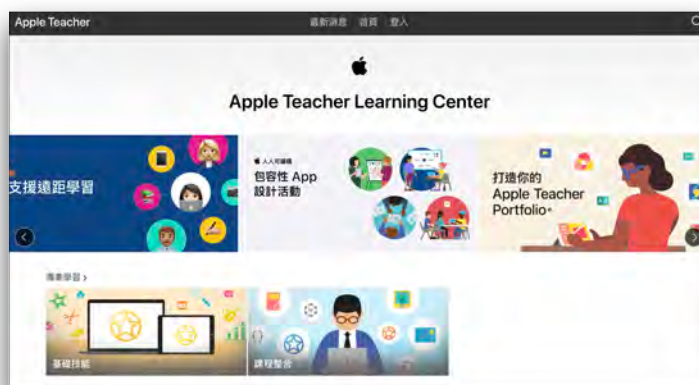 Apple Teacher
最新消息 首頁 登入
Apple Teacher Learning Center
支援遠距學習
人人可編碼
包容性 App
設計活動
打造你的
Apple Teacher
Portfolio
專業學習 >
基礎技能
課程整合